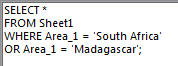 SELECT *
FROM Sheet1
WHERE Area_1 = 'South Africa'
OR Area_1 = 'Madagascar';